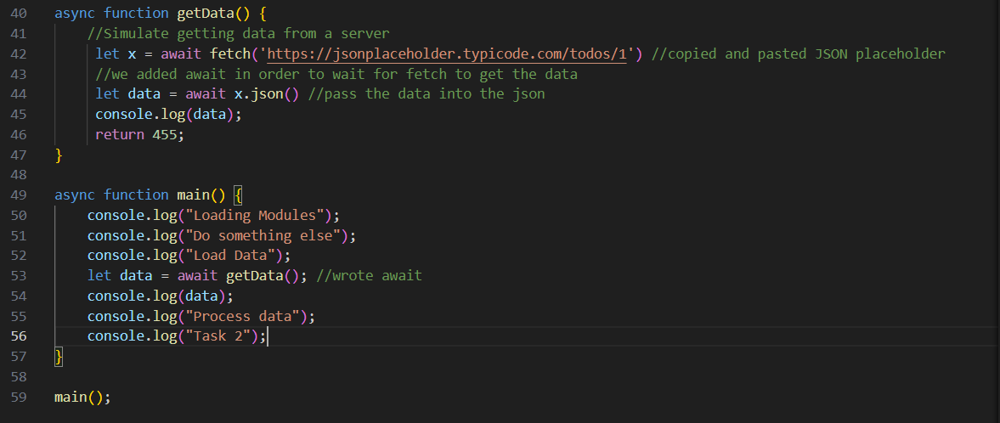 40 async function getData() {
41 //Simulate getting data from a server
42 let x = await fetch('https://jsonplaceholder.typicode.com/todos/1') //copied and pasted JSON placeholder
43 //we added await in order to wait for fetch to get the data
44 let data = await x.json() //pass the data into the json
45 console.log(data);
46 return 455;
47 }
48
49 async function main() {
50 console.log("Loading Modules");
51 console.log("Do something else");
52 console.log("Load Data");
53 let data = await getData(); //wrote await
54 console.log(data);
55 console.log("Process data");
56 console.log("Task 2");
57 }
58
59 main();